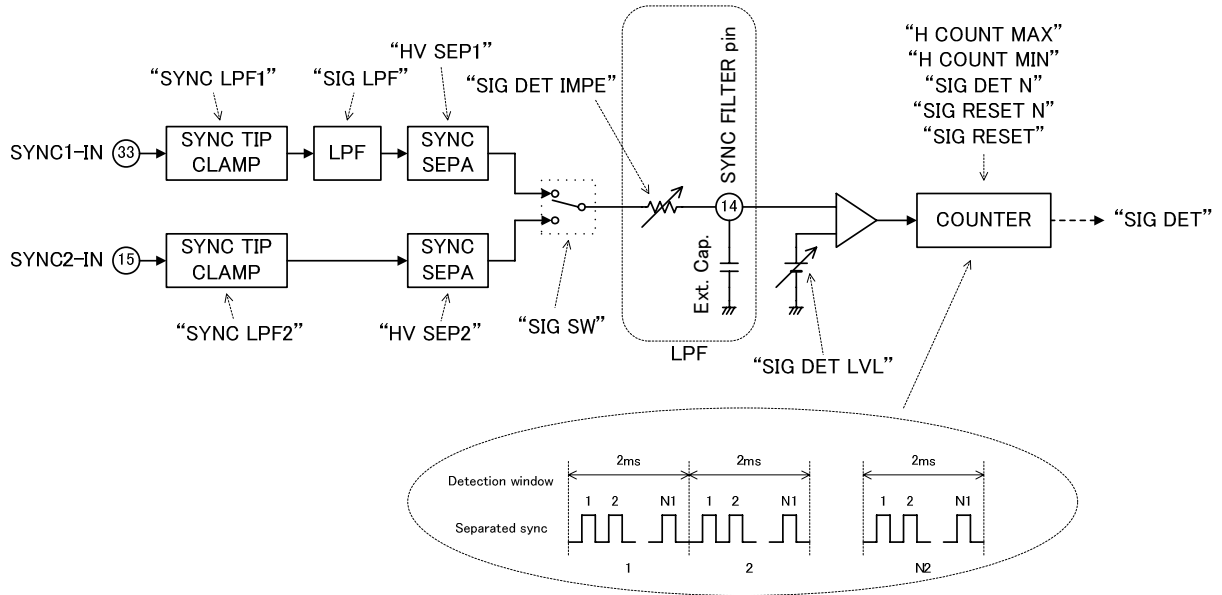 “H COUNT MAX”
“H COUNT MIN”
“SIG DET N”
“SIG RESET N”
“SIG RESET”
“HV SEP1”
“SYNC LPF1”
“SIG LPF”
“SIG DET IMPE”
SYNC FILTER pin
SYNC1-IN
33
SYNC TIP
CLAMP
LPF
SYNC
SEPA
14
COUNTER
“SIG DET”
SYNC2-IN
15
SYNC TIP
CLAMP
SYNC
SEPA
Ext. Cap.
“SYNC LPF2”
“HV SEP2”
“SIG SW”
LPF
“SIG DET LVL”
2ms
2ms
2ms
Detection window
1
2
N1
1
2
N1
1
2
N1
Separated sync
1
2
N2